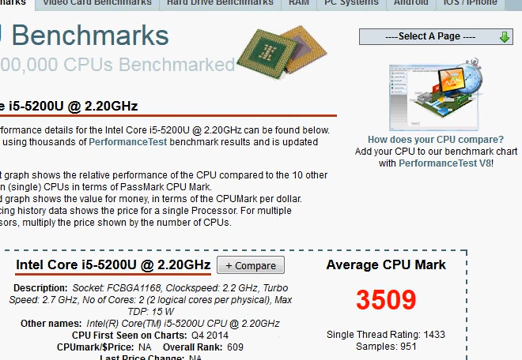 marks Video Card Benchmarks Hard Drive Benchmarks RAM PC Systems Android iOS / iPhone
U Benchmarks
00,000 CPUs Benchmarked
----Select A Page ----
e i5-5200U @ 2.20GHz
rformance details for the Intel Core i5-5200U @ 2.20GHz can be found below.
using thousands of PerformanceTest benchmark results and is updated
How does your CPU compare?
Add your CPU to our benchmark chart
with PerformanceTest V8!
t graph shows the relative performance of the CPU compared to the 10 other
n (single) CPUs in terms of PassMark CPU Mark.
d graph shows the value for money, in terms of the CPUMark per dollar.
cing history data shows the price for a single Processor. For multiple
sors, multiply the price shown by the number of CPUs.
Intel Core i5-5200U @ 2.20GHz + Compare
Description: Socket: FCBGA1168, Clockspeed: 2.2 GHz, Turbo
Speed: 2.7 GHz, No of Cores: 2 (2 logical cores per physical), Max
TDP: 15 W
Other names: Intel(R) Core(TM) i5-5200U CPU @ 2.20GHz
CPU First Seen on Charts: Q4 2014
CPUmark/$Price: NA Overall Rank: 609
Last Price Change: NA
Average CPU Mark
3509
Single Thread Rating: 1433
Samples: 951